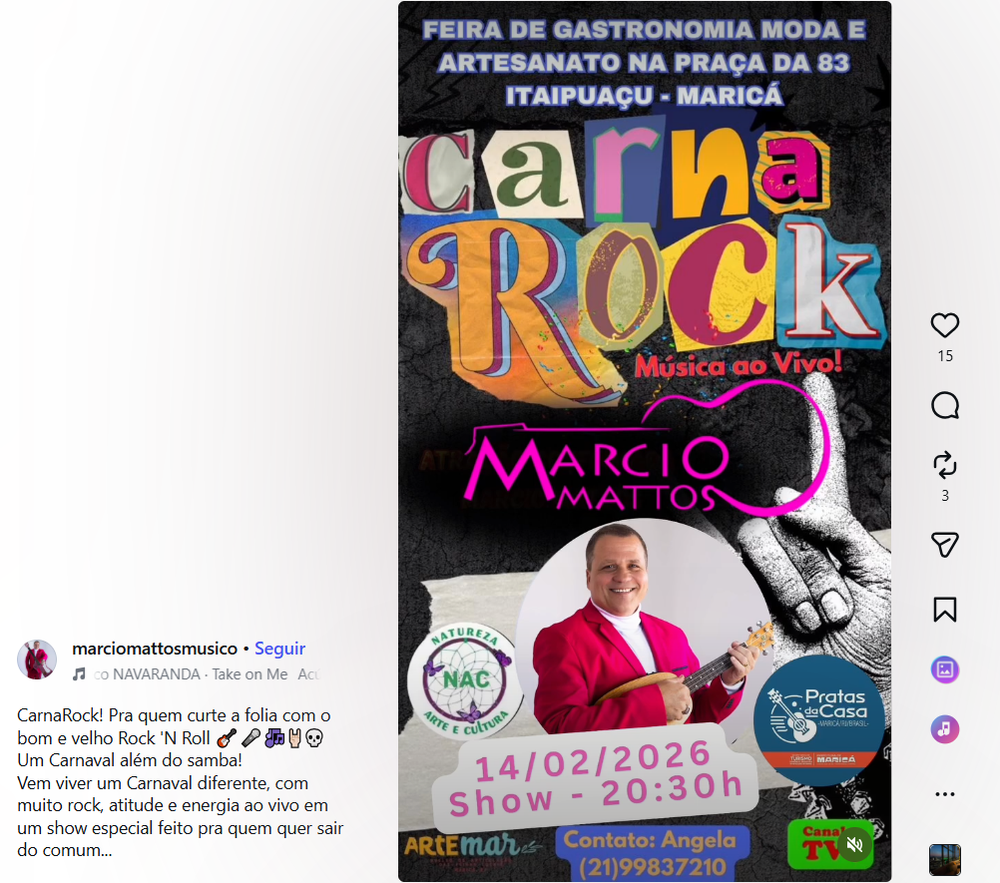 FEIRA DE GASTRONOMIA MODA E
ARTESANATO NA PRAÇA DA 83
ITAIPUAÇU - MARICÁ
carna
Rock
Música ao Vivo!
MARCIO
MATTOS
NATUREZA
NAC
ARTE E CULTURA
Pratas
da Casa
-MARICÁ/RJ/BRASIL-
TURISMO
MARICÁ
14/02/2026
Show - 20:30h
ARTEmar
Contato: Angela
(21)99837210
Canal
TV
15
3
marciomattosmusico • Seguir
co NAVARANDA · Take on Me Acú
CarnaRock! Pra quem curte a folia com o
bom e velho Rock 'N Roll 🎸🎤🎶🤘💀
Um Carnaval além do samba!
Vem viver um Carnaval diferente, com
muito rock, atitude e energia ao vivo em
um show especial feito pra quem quer sair
do comum...